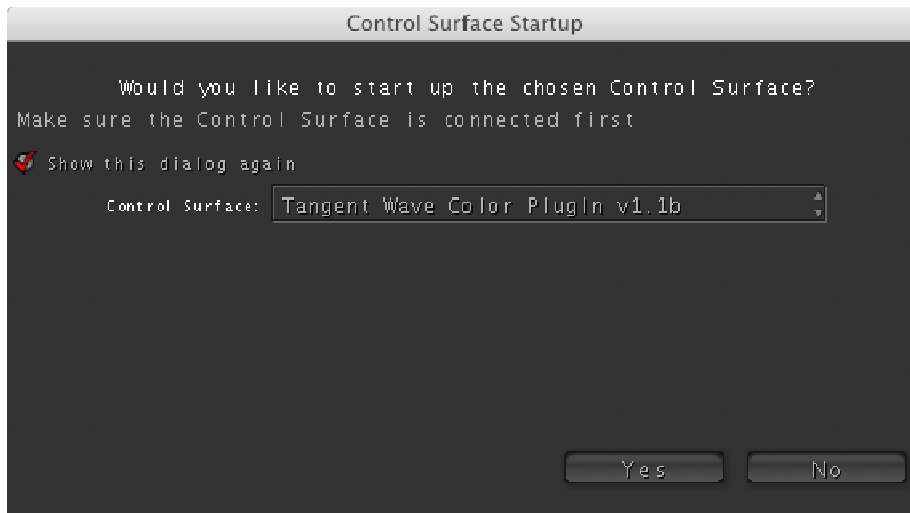 Control Surface Startup
Would you like to start up the chosen Control Surface?
Make sure the Control Surface is connected first
Show this dialog again
Control Surface: Tangent Wave Color PlugIn v1.1b
Yes No